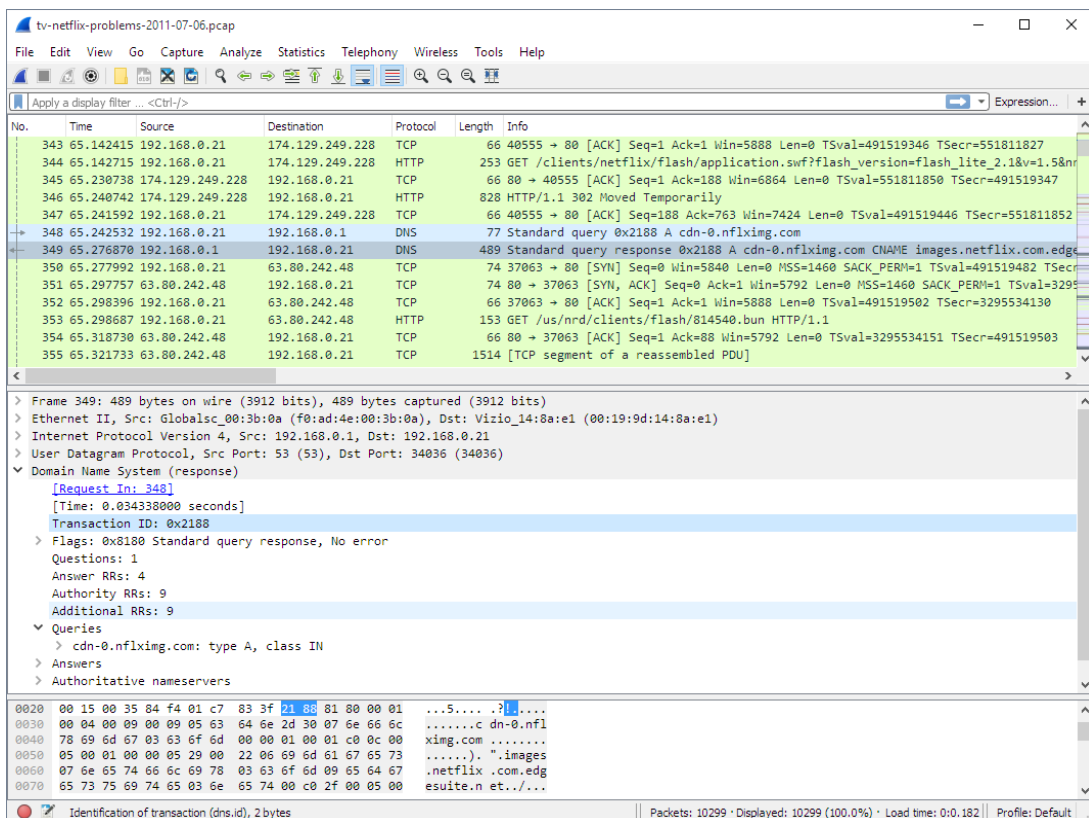 tv-netflix-problems-2011-07-06.pcap
File Edit View Go Capture Analyze Statistics Telephony Wireless Tools Help
Apply a display filter ... <Ctrl-/> Expression... +
No. Time Source Destination Protocol Length Info
343 65.142415 192.168.0.21 174.129.249.228 TCP 66 40555 → 80 [ACK] Seq=1 Ack=1 Win=5888 Len=0 TSval=491519346 TSecr=551811827
344 65.142715 192.168.0.21 174.129.249.228 HTTP 253 GET /clients/netflix/flash/application.swf?flash_version=flash_lite_2.1&v=1.5&nr
345 65.230738 174.129.249.228 192.168.0.21 TCP 66 80 → 40555 [ACK] Seq=1 Ack=188 Win=6864 Len=0 TSval=551811850 TSecr=491519347
346 65.240742 174.129.249.228 192.168.0.21 HTTP 828 HTTP/1.1 302 Moved Temporarily
347 65.241592 192.168.0.21 174.129.249.228 TCP 66 40555 → 80 [ACK] Seq=188 Ack=763 Win=7424 Len=0 TSval=491519446 TSecr=551811852
348 65.242532 192.168.0.21 192.168.0.1 DNS 77 Standard query 0x2188 A cdn-0.nflximg.com
349 65.276870 192.168.0.1 192.168.0.21 DNS 489 Standard query response 0x2188 A cdn-0.nflximg.com CNAME images.netflix.com.edge
350 65.277992 192.168.0.21 63.80.242.48 TCP 74 37063 → 80 [SYN] Seq=0 Win=5840 Len=0 MSS=1460 SACK_PERM=1 TSval=491519482 TSecr
351 65.297757 63.80.242.48 192.168.0.21 TCP 74 80 → 37063 [SYN, ACK] Seq=0 Ack=1 Win=5792 Len=0 MSS=1460 SACK_PERM=1 TSval=3295
352 65.298396 192.168.0.21 63.80.242.48 TCP 66 37063 → 80 [ACK] Seq=1 Ack=1 Win=5888 Len=0 TSval=491519502 TSecr=3295534130
353 65.298687 192.168.0.21 63.80.242.48 HTTP 153 GET /us/nrd/clients/flash/814540.bun HTTP/1.1
354 65.318730 63.80.242.48 192.168.0.21 TCP 66 80 → 37063 [ACK] Seq=1 Ack=88 Win=5792 Len=0 TSval=3295534151 TSecr=491519503
355 65.321733 63.80.242.48 192.168.0.21 TCP 1514 [TCP segment of a reassembled PDU]
Frame 349: 489 bytes on wire (3912 bits), 489 bytes captured (3912 bits)
Ethernet II, Src: Globalsc_00:3b:0a (f0:ad:4e:00:3b:0a), Dst: Vizio_14:8a:e1 (00:19:9d:14:8a:e1)
Internet Protocol Version 4, Src: 192.168.0.1, Dst: 192.168.0.21
User Datagram Protocol, Src Port: 53 (53), Dst Port: 34036 (34036)
Domain Name System (response)
[Request In: 348]
[Time: 0.034338000 seconds]
Transaction ID: 0x2188
Flags: 0x8180 Standard query response, No error
Questions: 1
Answer RRs: 4
Authority RRs: 9
Additional RRs: 9
Queries
cdn-0.nflximg.com: type A, class IN
Answers
Authoritative nameservers
0020 00 15 00 35 84 f4 01 c7 83 3f 21 88 81 80 00 01 ...5.... .?!.....
0030 00 04 00 09 00 09 05 63 64 6e 2d 30 07 6e 66 6c .......c dn-0.nfl
0040 78 69 6d 67 03 63 6f 6d 00 00 01 00 01 c0 0c 00 ximg.com ........
0050 05 00 01 00 00 05 29 00 22 06 69 6d 61 67 65 73 ......). ".images
0060 07 6e 65 74 66 6c 69 78 03 63 6f 6d 09 65 64 67 .netflix .com.edg
0070 65 73 75 69 74 65 03 6e 65 74 00 c0 2f 00 05 00 esuite.n et../...
Identification of transaction (dns.id), 2 bytes Packets: 10299 · Displayed: 10299 (100.0%) · Load time: 0:0.182 Profile: Default